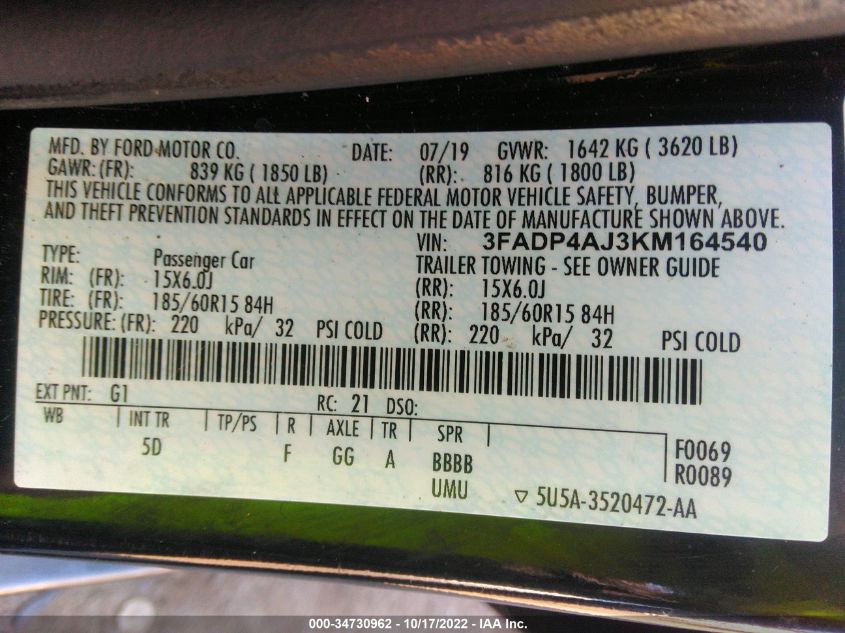 MFD. BY FORD MOTOR CO. DATE: 07/19 GVWR: 1642 KG ( 3620 LB)
GAWR: (FR): 839 KG ( 1850 LB) (RR): 816 KG ( 1800 LB)
THIS VEHICLE CONFORMS TO ALL APPLICABLE FEDERAL MOTOR VEHICLE SAFETY, BUMPER,
AND THEFT PREVENTION STANDARDS IN EFFECT ON THE DATE OF MANUFACTURE SHOWN ABOVE.
VIN: 3FADP4AJ3KM164540
TYPE: Passenger Car TRAILER TOWING - SEE OWNER GUIDE
RIM: (FR): 15X6.0J (RR): 15X6.0J
TIRE: (FR): 185/60R15 84H (RR): 185/60R15 84H
PRESSURE: (FR): 220 kPa/ 32 PSI COLD (RR): 220 kPa/ 32 PSI COLD
EXT PNT: G1 RC: 21 DSO:
WB INT TR TP/PS R AXLE TR SPR F0069
5D F GG A BBBB R0089
UMU 5U5A-3520472-AA
000-34730962 - 10/17/2022 - IAA Inc.